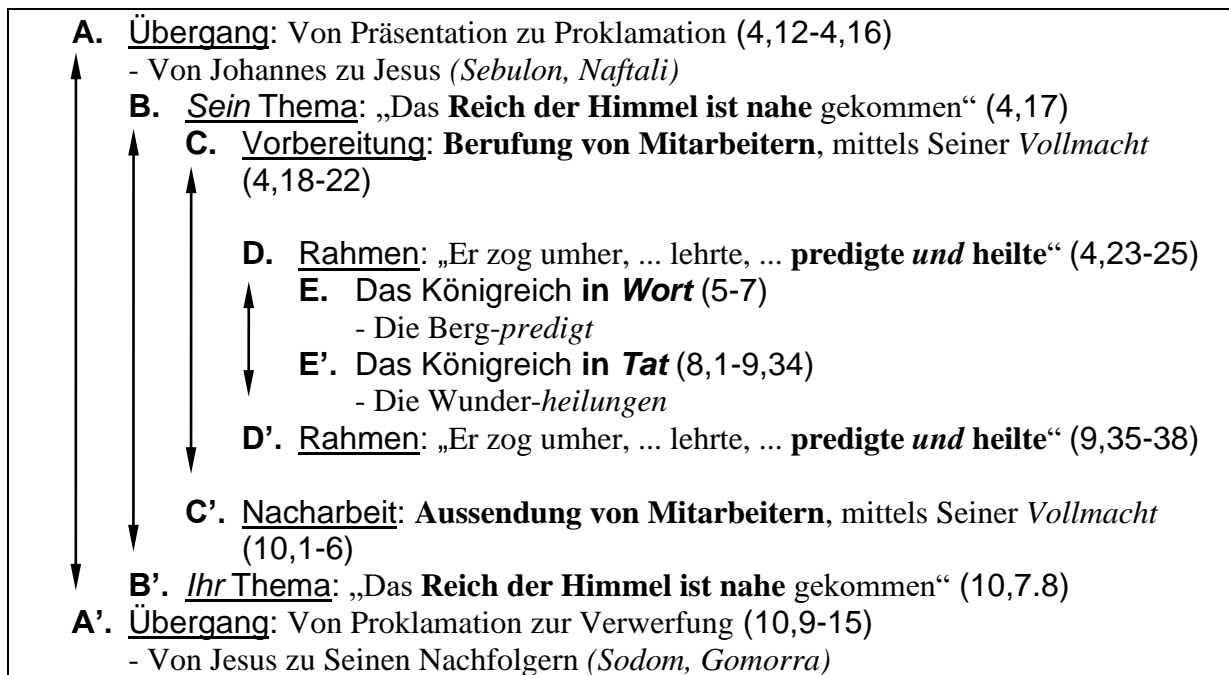 A. Übergang: Von Präsentation zu Proklamation (4,12-4,16)
- Von Johannes zu Jesus (Sebulon, Naftali)
B. Sein Thema: „Das Reich der Himmel ist nahe gekommen“ (4,17)
C. Vorbereitung: Berufung von Mitarbeitern, mittels Seiner Vollmacht
(4,18-22)
D. Rahmen: „Er zog umher, ... lehrte, ... predigte und heilte“ (4,23-25)
E. Das Königreich in Wort (5-7)
- Die Berg-predigt
E’. Das Königreich in Tat (8,1-9,34)
- Die Wunder-heilungen
D’. Rahmen: „Er zog umher, ... lehrte, ... predigte und heilte“ (9,35-38)
C’. Nacharbeit: Aussendung von Mitarbeitern, mittels Seiner Vollmacht
(10,1-6)
B’. Ihr Thema: „Das Reich der Himmel ist nahe gekommen“ (10,7.8)
A’. Übergang: Von Proklamation zur Verwerfung (10,9-15)
- Von Jesus zu Seinen Nachfolgern (Sodom, Gomorra)